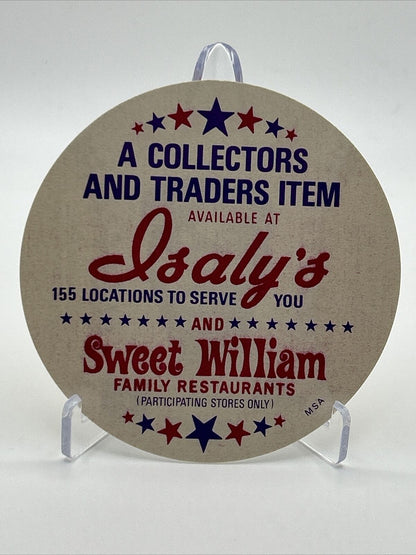 A COLLECTORS
AND TRADERS ITEM
AVAILABLE AT
Isaly's
155 LOCATIONS TO SERVE YOU
AND
Sweet William
FAMILY RESTAURANTS
(PARTICIPATING STORES ONLY)
MSA